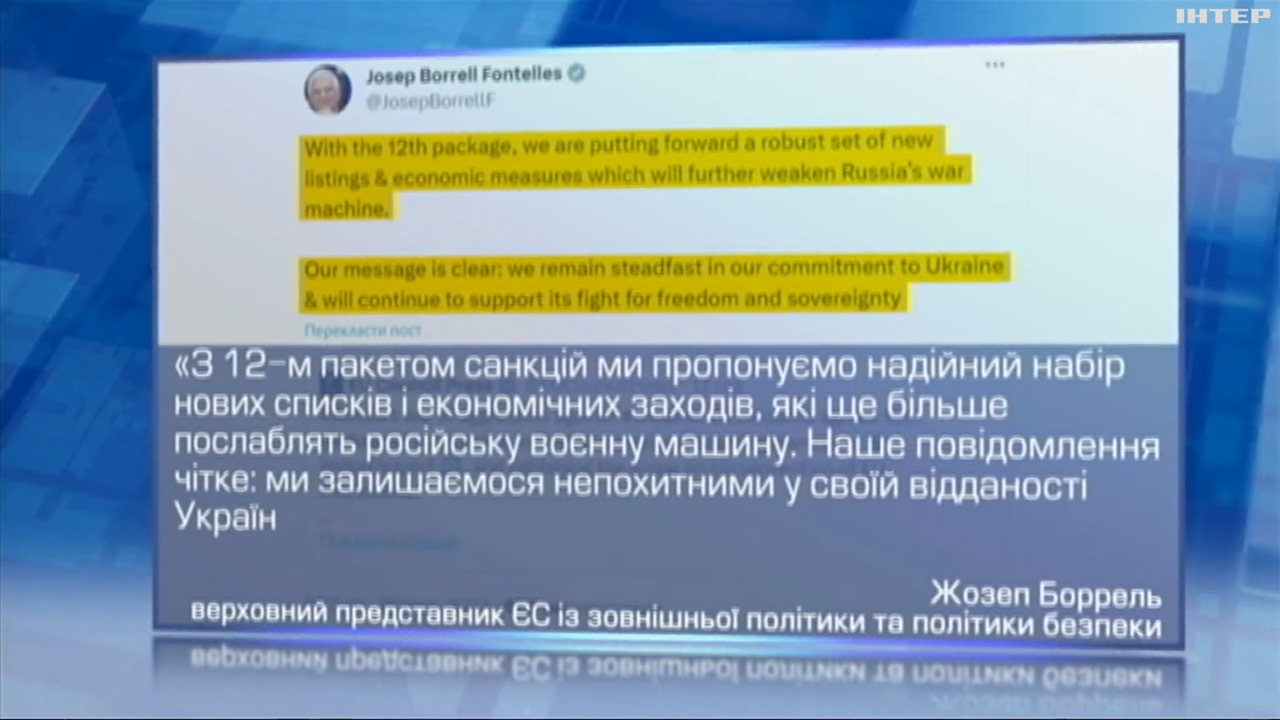 ІНТЕР
Josep Borrell Fontelles
@JosepBorrellF
With the 12th package, we are putting forward a robust set of new
listings & economic measures which will further weaken Russia's war
machine.
Our message is clear: we remain steadfast in our commitment to Ukraine
& will continue to support its fight for freedom and sovereignty
Перекласти пост
«З 12-м пакетом санкцій ми пропонуємо надійний набір
нових списків і економічних заходів, які ще більше
послаблять російську воєнну машину. Наше повідомлення
чітке: ми залишаємося непохитними у своїй відданості
Україн
Жозеп Боррель
верховний представник ЄС із зовнішньої політики та політики безпеки